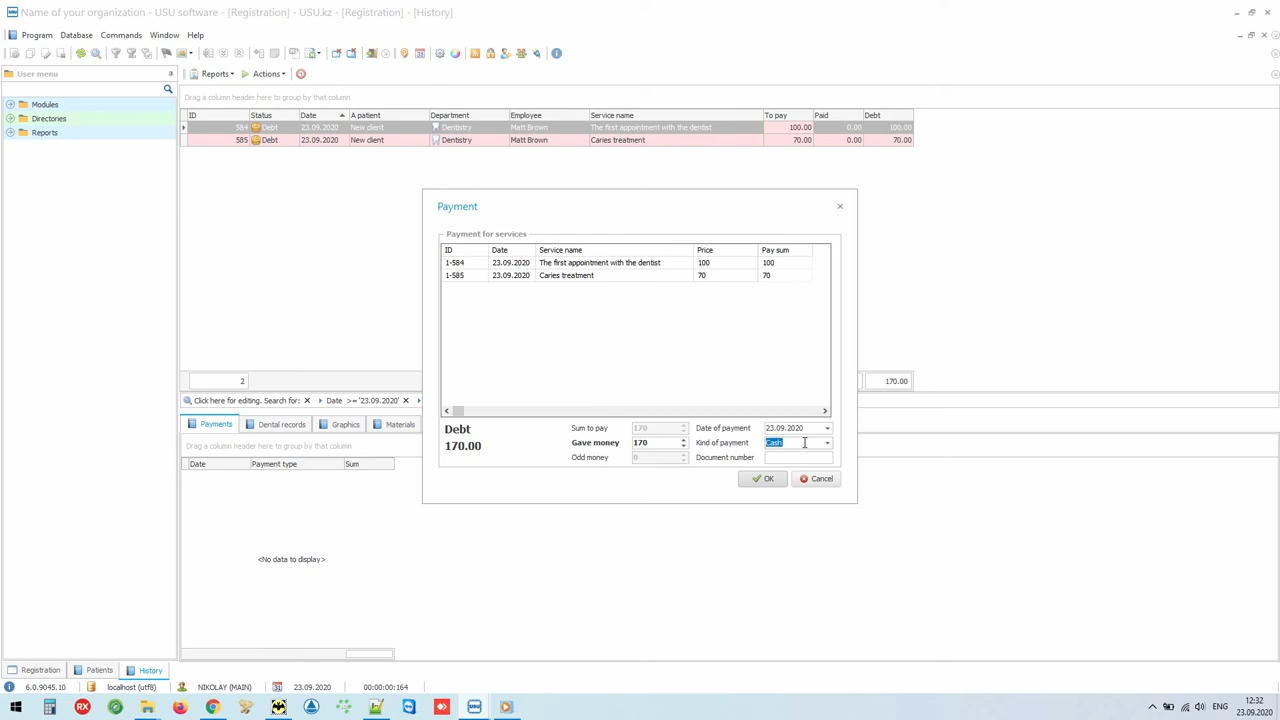 Name of your organization - USU software - [Registration] - USU.kz - [Registration] - [History]
Program Database Commands Window Help
User menu
Reports Actions
Drag a column header here to group by that column
Modules
Directories
Reports
ID Status Date A patient Department Employee Service name To pay Paid Debt
584 Debt 23.09.2020 New client Dentistry Matt Brown The first appointment with the dentist 100.00 0.00 100.00
585 Debt 23.09.2020 New client Dentistry Matt Brown Caries treatment 70.00 0.00 70.00
Payment
Payment for services
ID Date Service name Price Pay sum
1-584 23.09.2020 The first appointment with the dentist 100 100
1-585 23.09.2020 Caries treatment 70 70
2 170.00
Click here for editing. Search for: Date >= '23.09.2020'
Payments Dental records Graphics Materials
Debt
170.00
Sum to pay 170 Date of payment 23.09.2020
Gave money 170 Kind of payment Cash
Odd money 0 Document number
OK Cancel
Drag a column header here to group by that column
Date Payment type Sum
<No data to display>
Registration Patients History
6.0.9045.10 localhost (utf8) NIKOLAY (MAIN) 23.09.2020 00:00:00:164
RX
ENG
12:32
23.09.2020